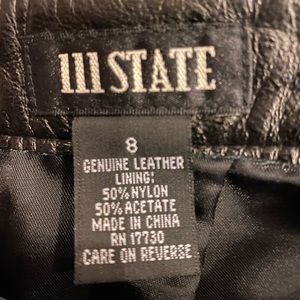 111 STATE
8
GENUINE LEATHER
LINING:
50% NYLON
50% ACETATE
MADE IN CHINA
RN 17730
CARE ON REVERSE